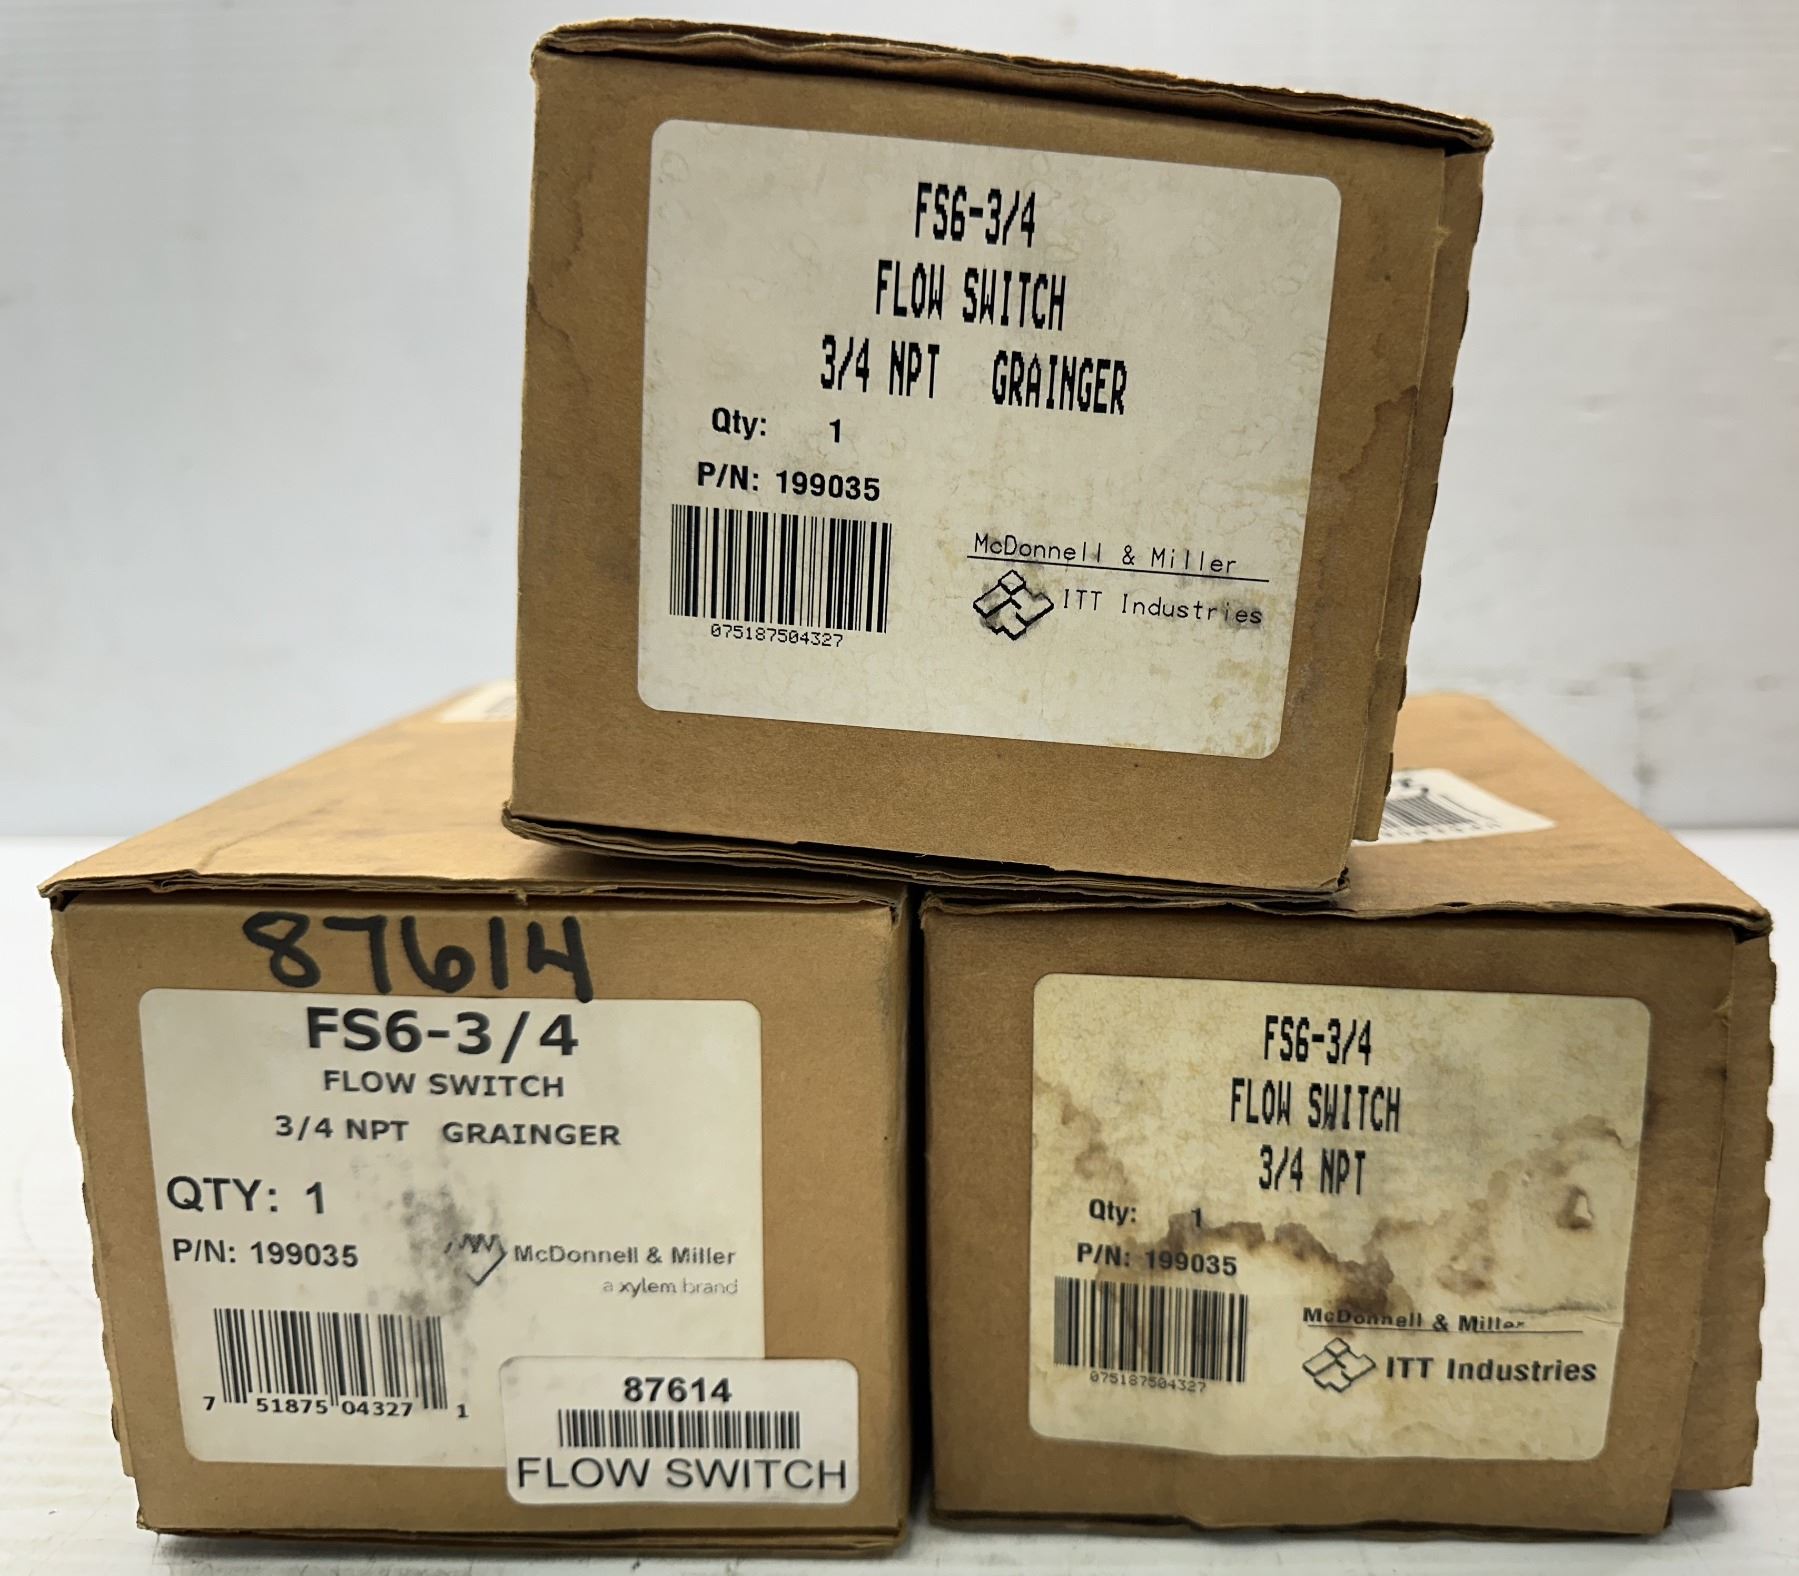 FS6-3/4
FLOW SWITCH
3/4 NPT GRAINGER
Qty: 1
P/N: 199035
075187504327
McDonnell & Miller
ITT Industries
87614
FS6-3/4
FLOW SWITCH
3/4 NPT GRAINGER
QTY: 1
P/N: 199035
McDonnell & Miller
a xylem brand
7 51875 04327 1
87614
FLOW SWITCH
FS6-3/4
FLOW SWITCH
3/4 NPT
Qty: 1
P/N: 199035
075187504327
McDonnell & Miller
ITT Industries